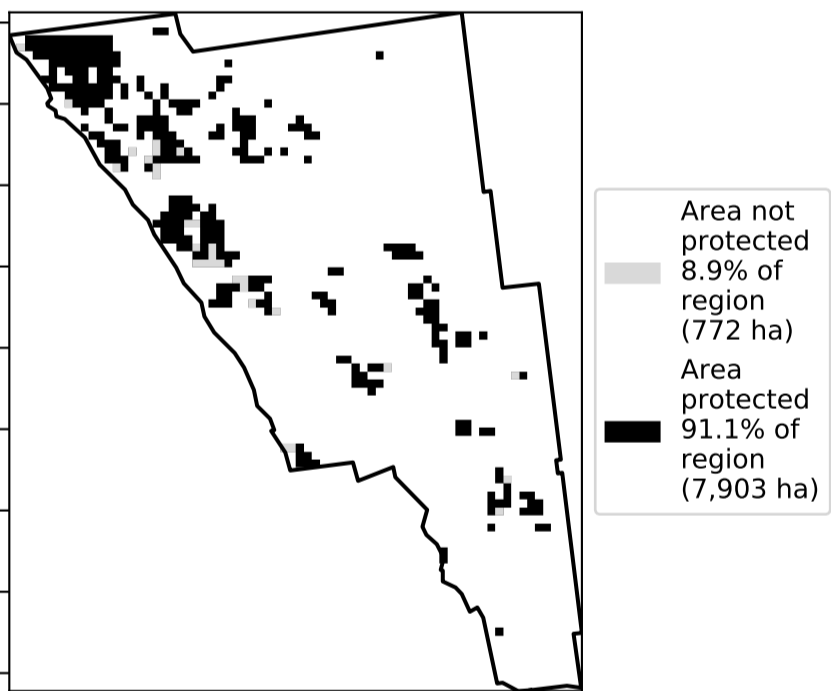 Area not
protected
8.9% of
region
(772 ha)
Area
protected
91.1% of
region
(7,903 ha)